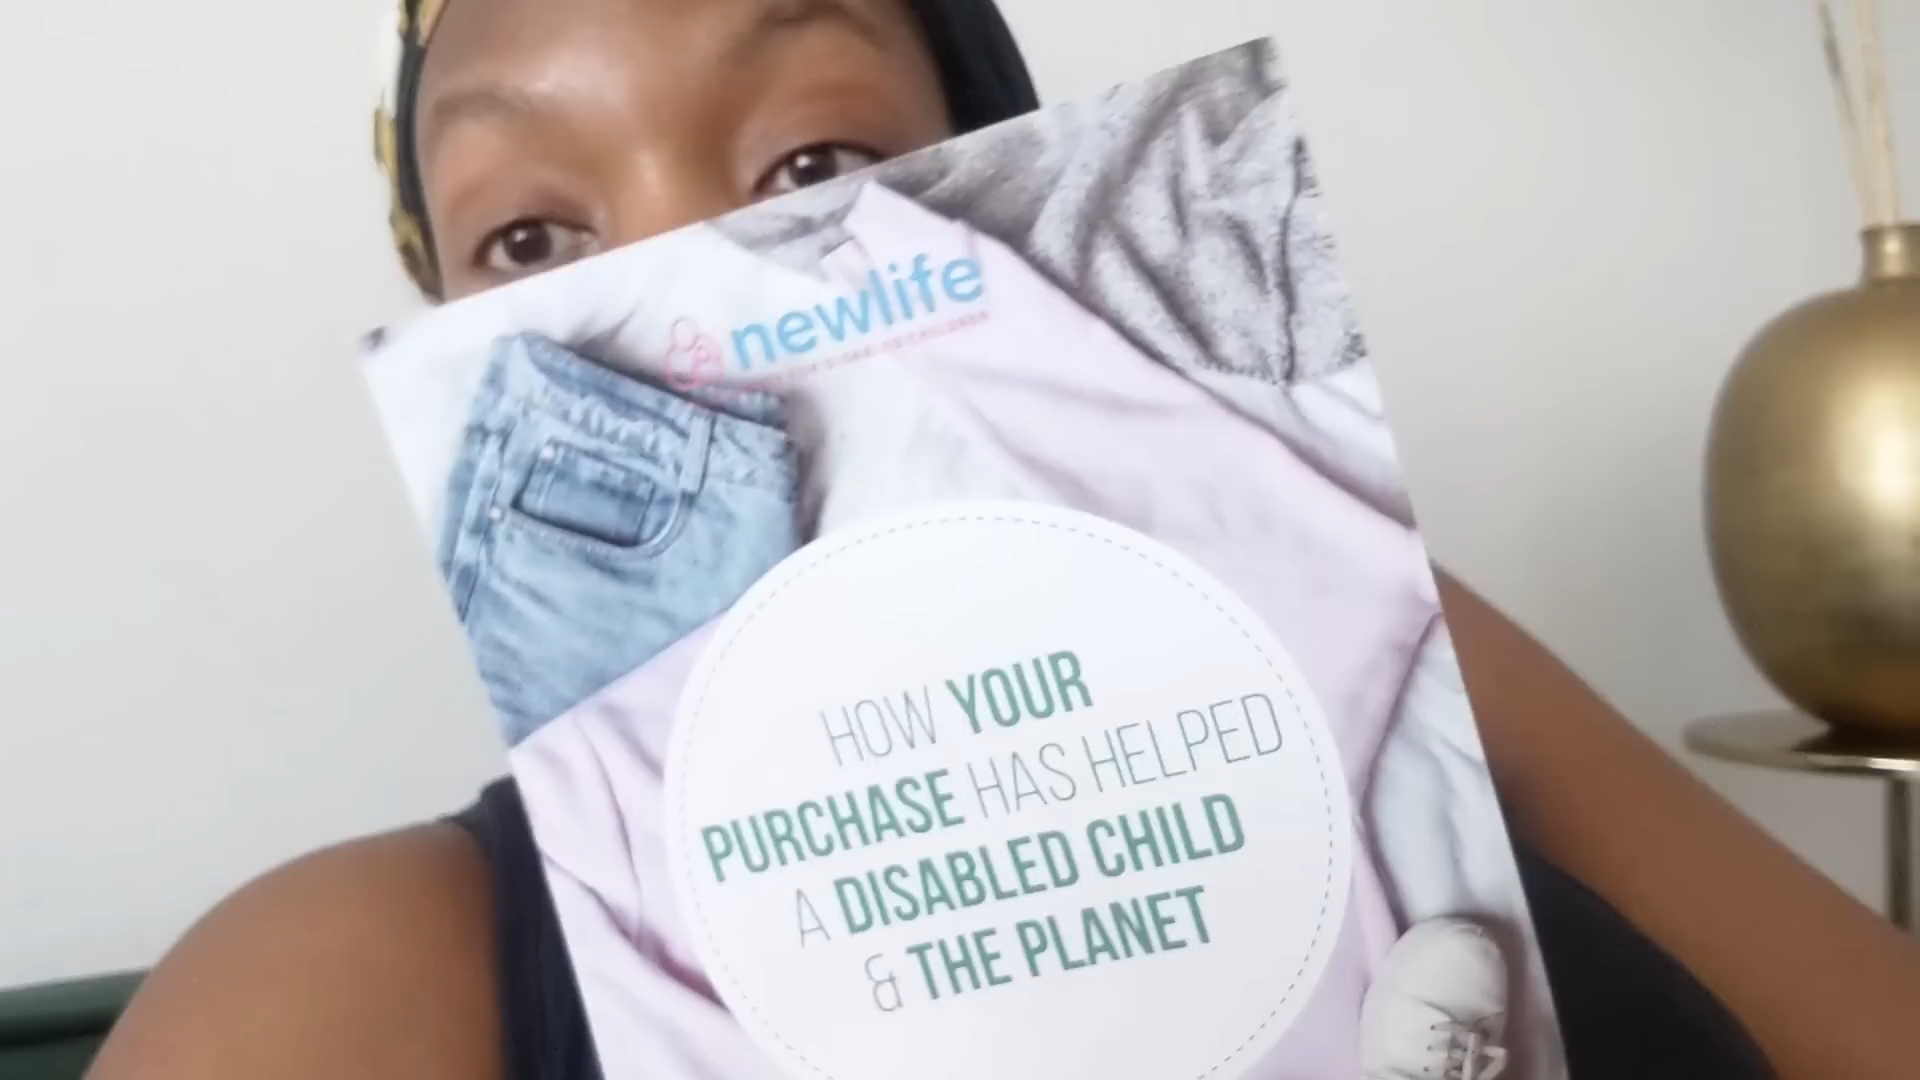 newlife
HOW YOUR
PURCHASE HAS HELPED
A DISABLED CHILD
& THE PLANET